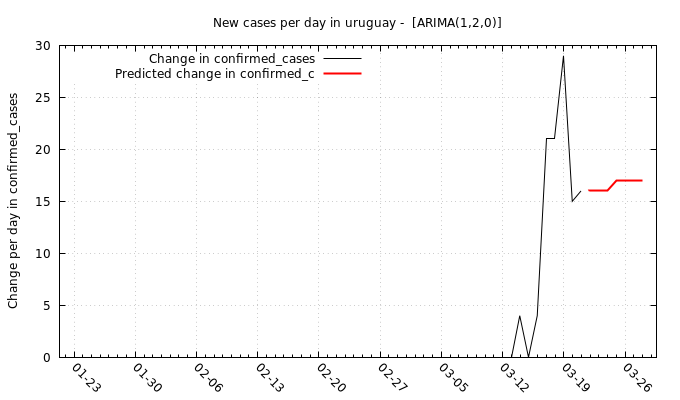 New cases per day in uruguay -  [ARIMA(1,2,0)]
Change in confirmed_cases
Predicted change in confirmed_c
Change per day in confirmed_cases
30
25
20
15
10
5
0
01-23 01-30 02-06 02-13 02-20 02-27 03-05 03-12 03-19 03-26